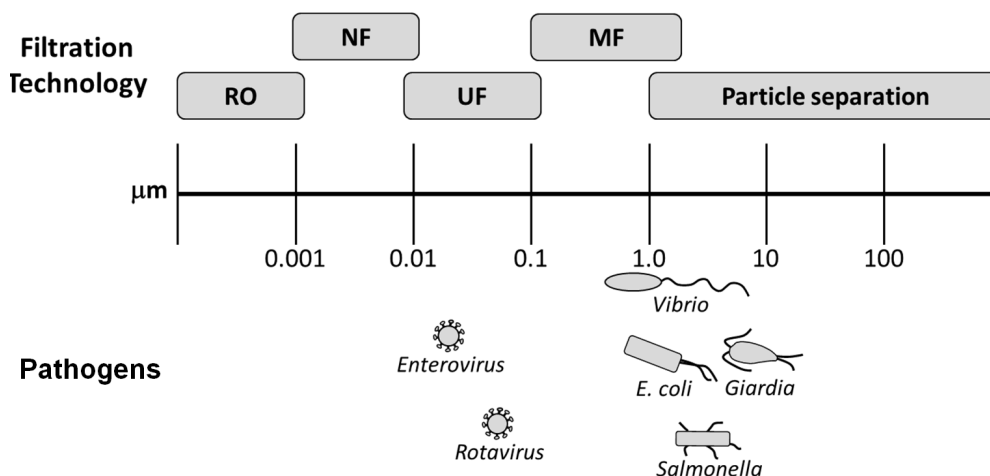 Filtration
Technology
NF
MF
RO
UF
Particle separation
μm
0.001
0.01
0.1
1.0
10
100
Vibrio
Pathogens
Enterovirus
E. coli
Giardia
Rotavirus
Salmonella